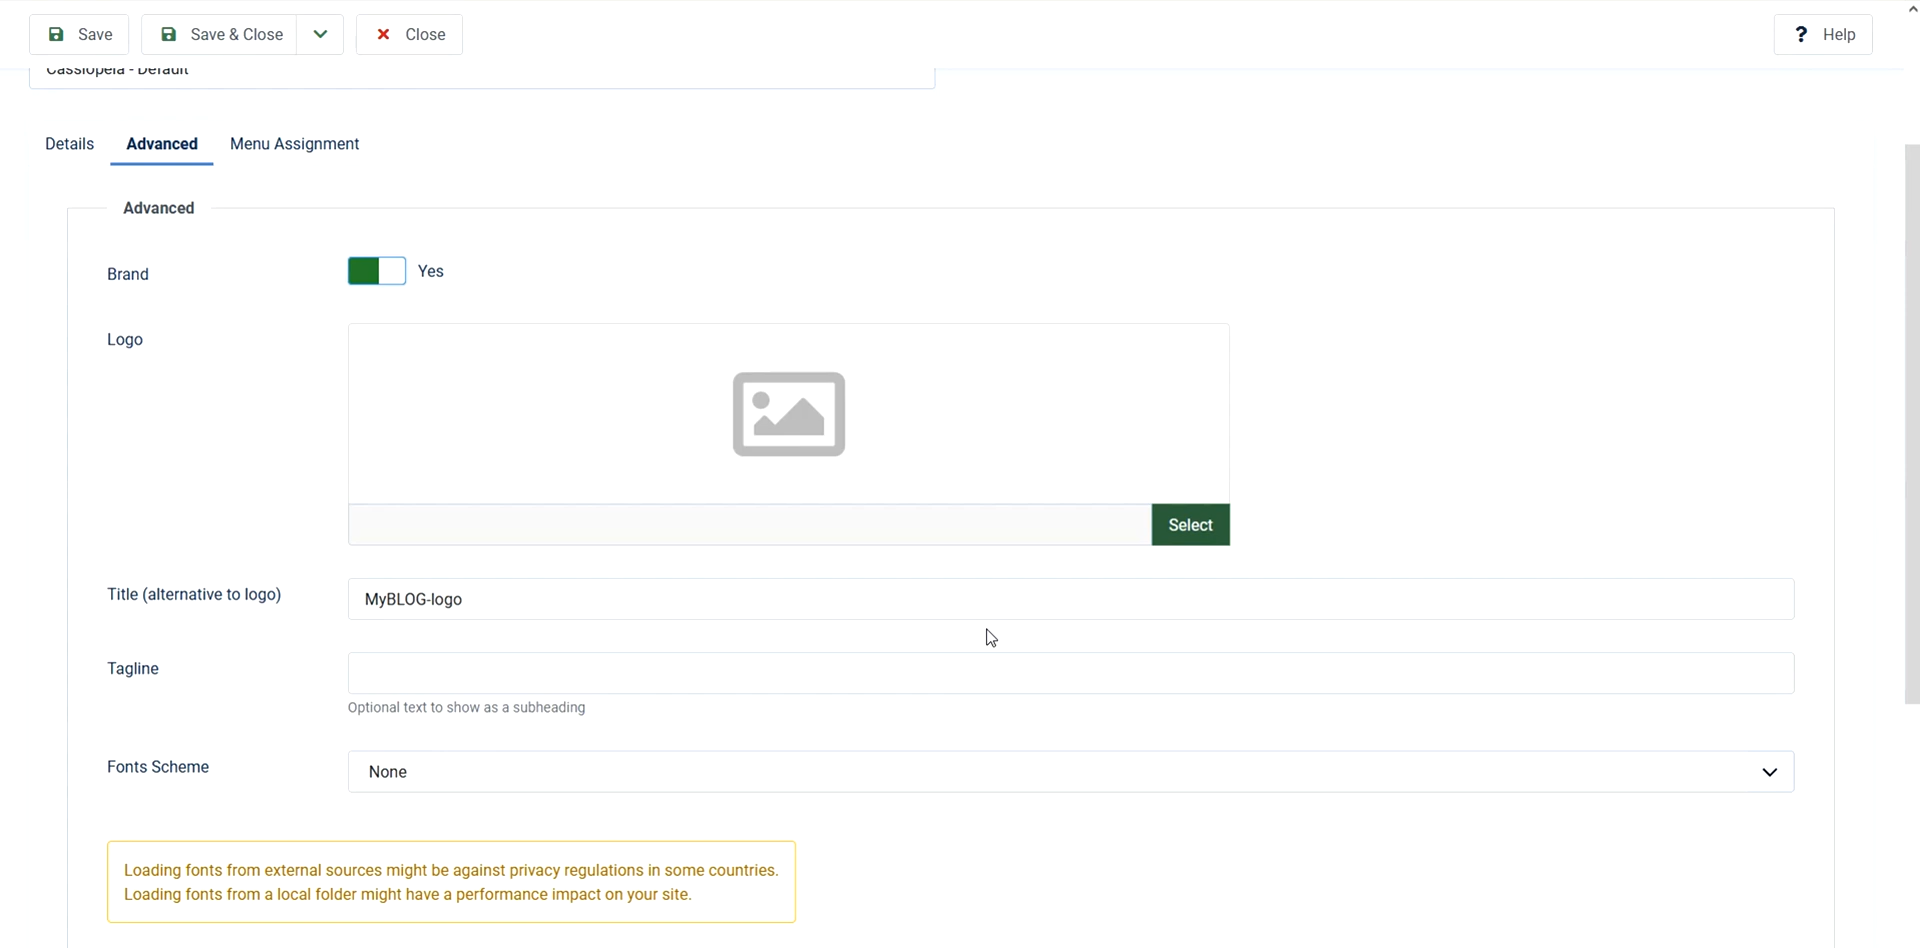 Save
Save & Close
Close
? Help
Cassiopeia - Default
Details
Advanced
Menu Assignment
Advanced
Brand
Yes
Logo
Select
Title (alternative to logo)
MyBLOG-logo
Tagline
Optional text to show as a subheading
Fonts Scheme
None
Loading fonts from external sources might be against privacy regulations in some countries.
Loading fonts from a local folder might have a performance impact on your site.